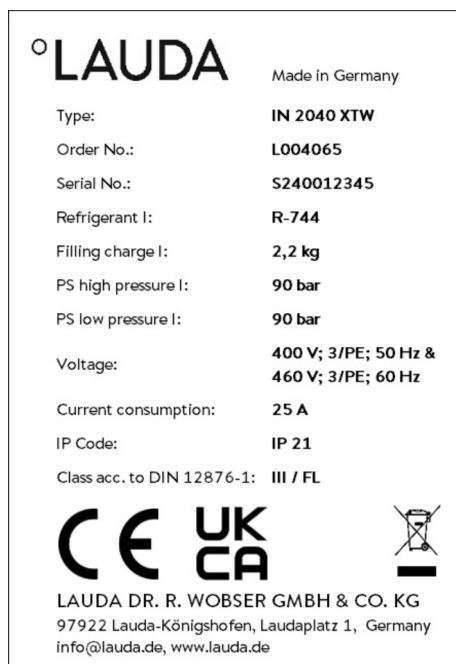 °LAUDA
Made in Germany
Type: IN 2040 XTW
Order No.: L004065
Serial No.: S240012345
Refrigerant I: R-744
Filling charge I: 2,2 kg
PS high pressure I: 90 bar
PS low pressure I: 90 bar
Voltage: 400 V; 3/PE; 50 Hz &
460 V; 3/PE; 60 Hz
Current consumption: 25 A
IP Code: IP 21
Class acc. to DIN 12876-1: III / FL
CE UK
CA
LAUDA DR. R. WOBSER GMBH & CO. KG
97922 Lauda-Königshofen, Laudaplatz 1, Germany
info@lauda.de, www.lauda.de